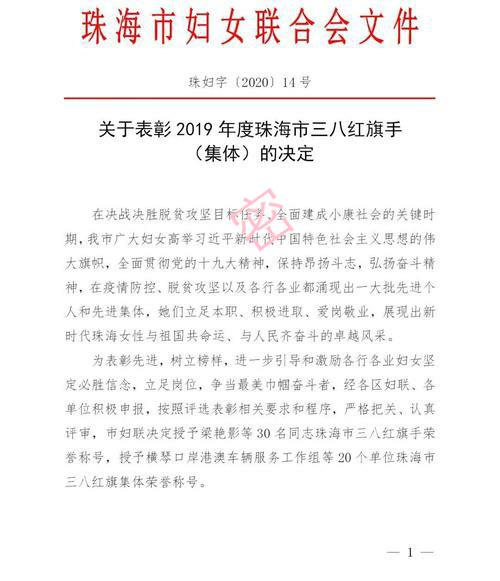 珠海市妇女联合会文件
珠妇字〔2020〕14号
关于表彰 2019 年度珠海市三八红旗手
（集体）的决定
密
在决战决胜脱贫攻坚目标任务、全面建成小康社会的关键时
期，我市广大妇女高举习近平新时代中国特色社会主义思想的伟
大旗帜，全面贯彻党的十九大精神，保持昂扬斗志，弘扬奋斗精
神，在疫情防控、脱贫攻坚以及各行各业都涌现出一大批先进个
人和先进集体，她们立足本职、积极进取、爱岗敬业，展现出新
时代珠海女性与祖国共命运、与人民齐奋斗的卓越风采。
为表彰先进，树立榜样，进一步引导和激励各行各业妇女坚
定必胜信念，立足岗位，争当最美巾帼奋斗者，经各区妇联、各
单位积极申报，按照评选表彰相关要求和程序，严格把关、认真
评审，市妇联决定授予梁艳影等 30 名同志珠海市三八红旗手荣
誉称号，授予横琴口岸港澳车辆服务工作组等 20 个单位珠海市
三八红旗集体荣誉称号。
— 1 —